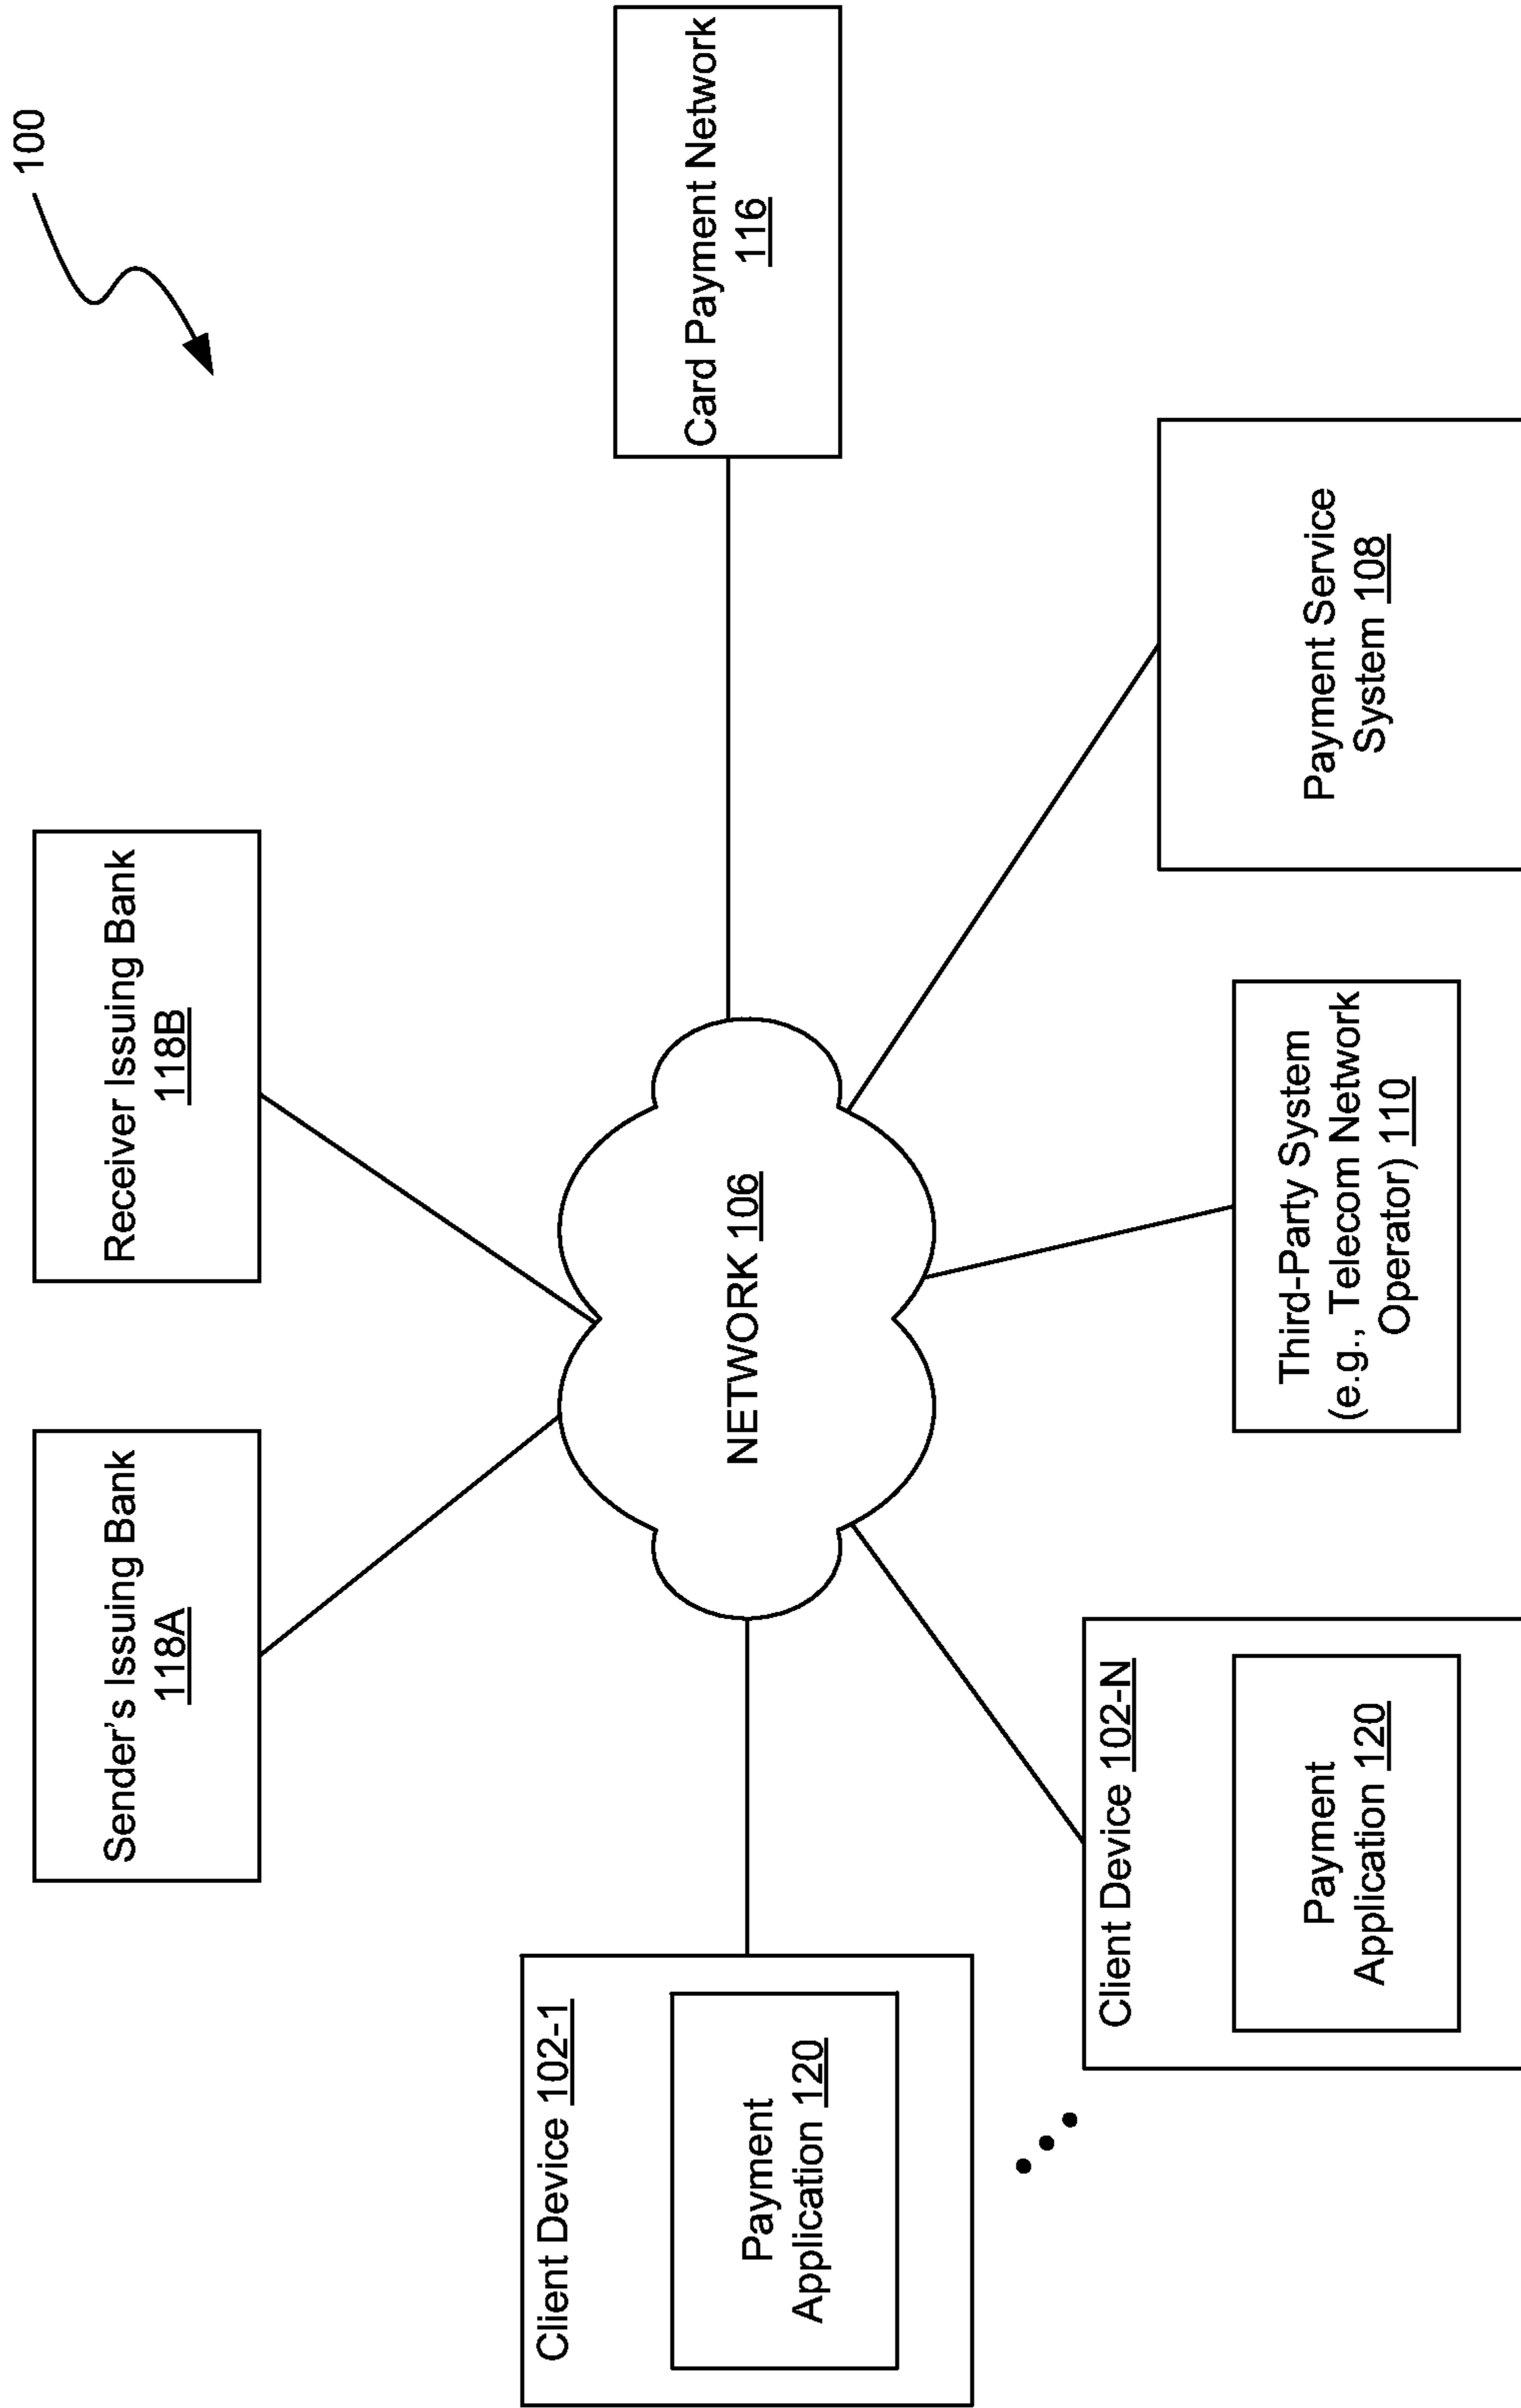 100
Sender’s Issuing Bank
118A
Receiver Issuing Bank
118B
Client Device 102-1
Payment
Application 120
NETWORK 106
Card Payment Network
116
Client Device 102-N
Payment
Application 120
Third-Party System
(e.g., Telecom Network
Operator) 110
Payment Service
System 108